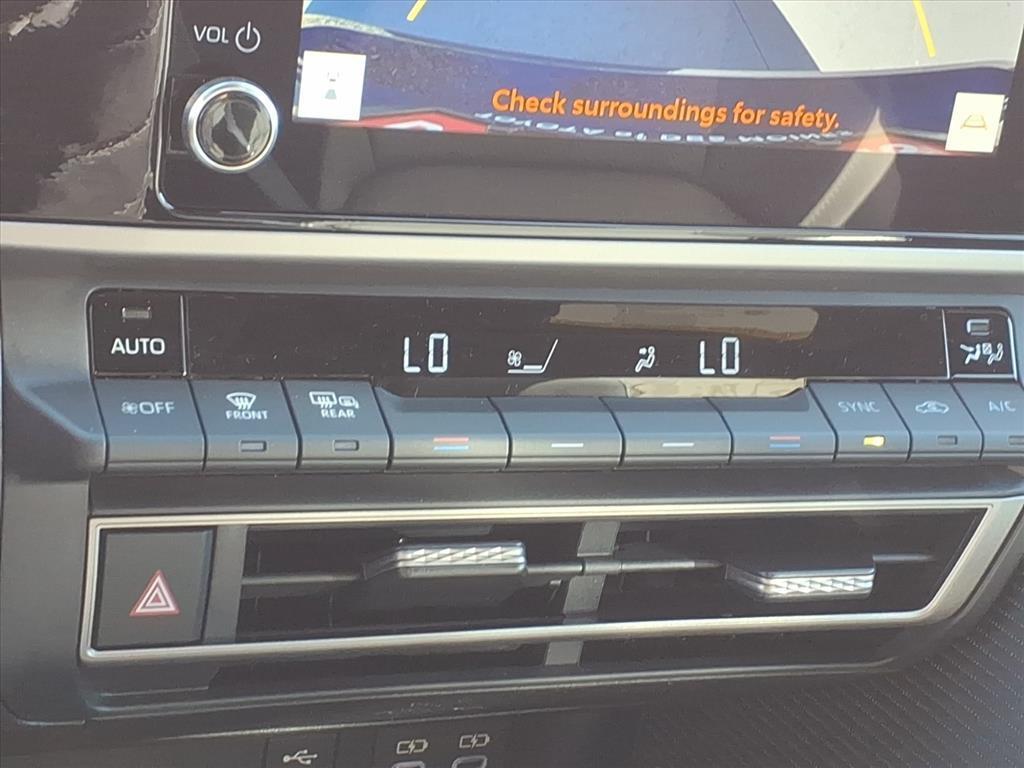 VOL
Check surroundings for safety.
AUTO
LO LO
OFF FRONT REAR SYNC A/C